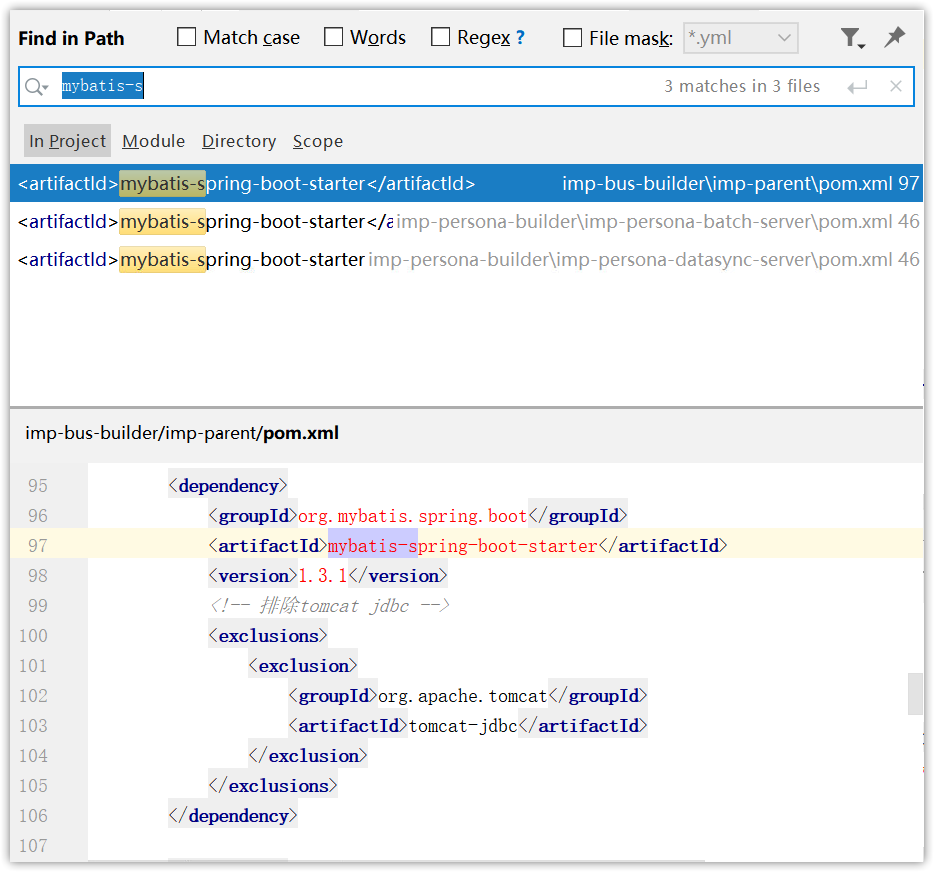 Find in Path Match case Words Regex ? File mask: *.yml
mybatis-s 3 matches in 3 files
In Project Module Directory Scope
<artifactId>mybatis-spring-boot-starter</artifactId> imp-bus-builder\imp-parent\pom.xml 97
<artifactId>mybatis-spring-boot-starter</a imp-persona-builder\imp-persona-batch-server\pom.xml 46
<artifactId>mybatis-spring-boot-starter imp-persona-builder\imp-persona-datasync-server\pom.xml 46
imp-bus-builder/imp-parent/pom.xml
95 <dependency>
96 <groupId>org.mybatis.spring.boot</groupId>
97 <artifactId>mybatis-spring-boot-starter</artifactId>
98 <version>1.3.1</version>
99 <!-- 排除tomcat jdbc -->
100 <exclusions>
101 <exclusion>
102 <groupId>org.apache.tomcat</groupId>
103 <artifactId>tomcat-jdbc</artifactId>
104 </exclusion>
105 </exclusions>
106 </dependency>
107